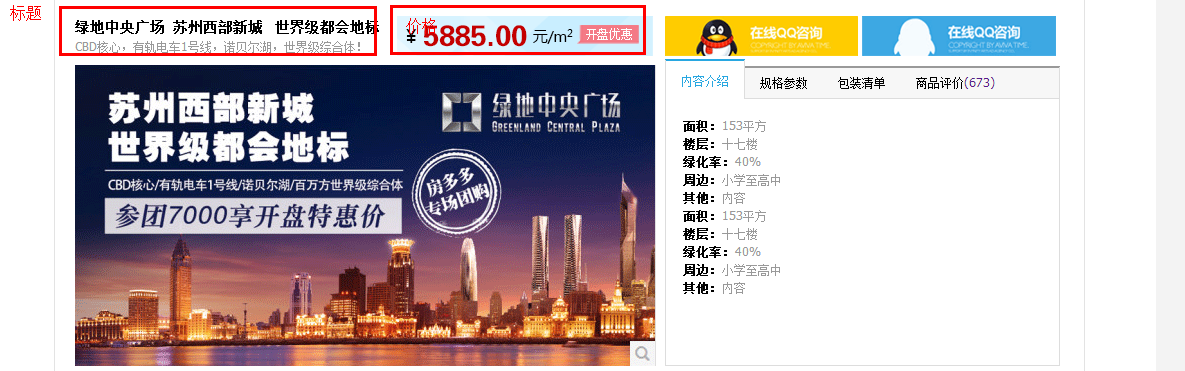 标题
绿地中央广场 苏州西部新城 世界级都会地标
CBD核心，有轨电车1号线，诺贝尔湖，世界级综合体！
价格
¥ 5885.00 元/m²
开盘优惠
在线QQ咨询
COPYRIGHT BY AVIVA TIME.
在线QQ咨询
COPYRIGHT BY AVIVA TIME.
苏州西部新城
世界级都会地标
CBD核心/有轨电车1号线/诺贝尔湖/百万方世界级综合体
参团7000享开盘特惠价
绿地中央广场
GREENLAND CENTRAL PLAZA
房多多
专场团购
内容介绍 规格参数 包装清单 商品评价(673)
面积：153平方
楼层：十七楼
绿化率：40%
周边：小学至高中
其他：内容
面积：153平方
楼层：十七楼
绿化率：40%
周边：小学至高中
其他：内容